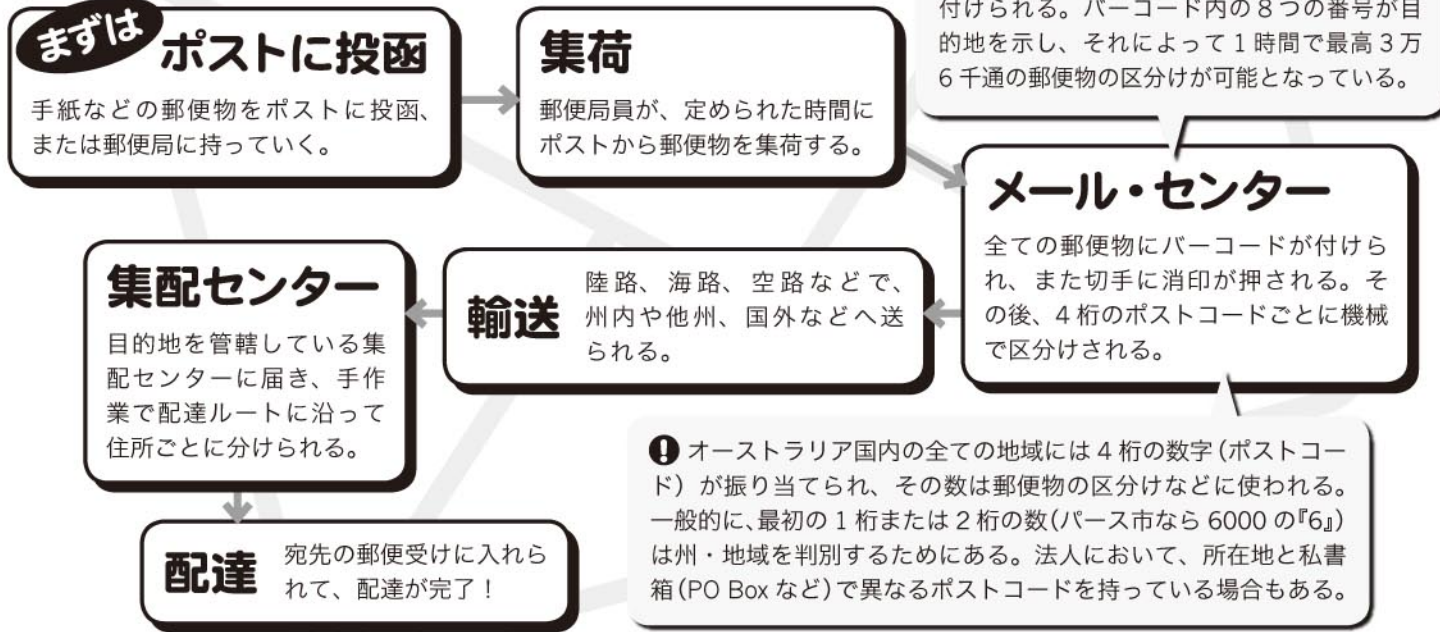 まずは
ポストに投函
手紙などの郵便物をポストに投函、
または郵便局に持っていく。
集荷
郵便局員が、定められた時間に
ポストから郵便物を集荷する。
付けられる。バーコード内の8つの番号が目
的地を示し、それによって1時間で最高3万
6千通の郵便物の区分けが可能となっている。
メール・センター
全ての郵便物にバーコードが付けら
れ、また切手に消印が押される。そ
の後、4桁のポストコードごとに機械
で区分けされる。
❗ オーストラリア国内の全ての地域には4桁の数字(ポストコー
ド)が振り当てられ、その数は郵便物の区分けなどに使われる。
一般的に、最初の1桁または2桁の数(パース市なら6000の『6』)
は州・地域を判別するためにある。法人において、所在地と私書
箱(PO Boxなど)で異なるポストコードを持っている場合もある。
輸送
陸路、海路、空路などで、
州内や他州、国外などへ送
られる。
集配センター
目的地を管轄している集
配センターに届き、手作
業で配達ルートに沿って
住所ごとに分けられる。
配達
宛先の郵便受けに入れら
れて、配達が完了!